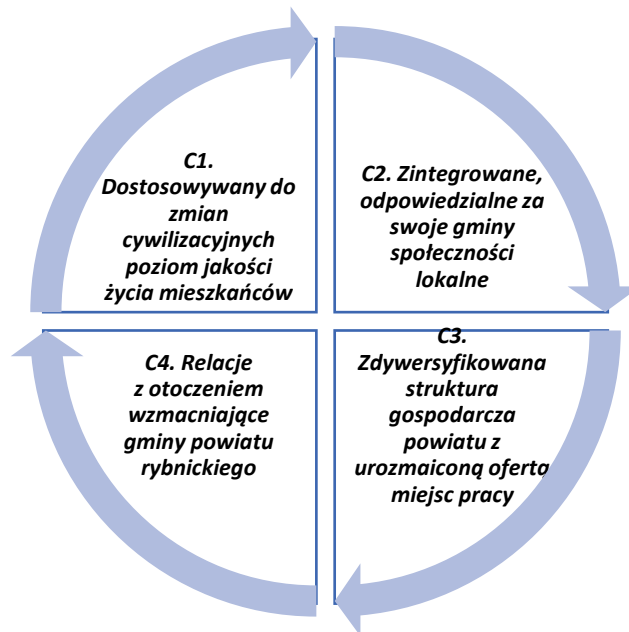 C1.
Dostosowywany do
zmian
cywilizacyjnych
poziom jakości
życia mieszkańców
C2. Zintegrowane,
odpowiedzialne za
swoje gminy
społeczności
lokalne
C3.
Zdywersyfikowana
struktura
gospodarcza
powiatu z
urozmaiconą ofertą
miejsc pracy
C4. Relacje
z otoczeniem
wzmacniające
gminy powiatu
rybnickiego